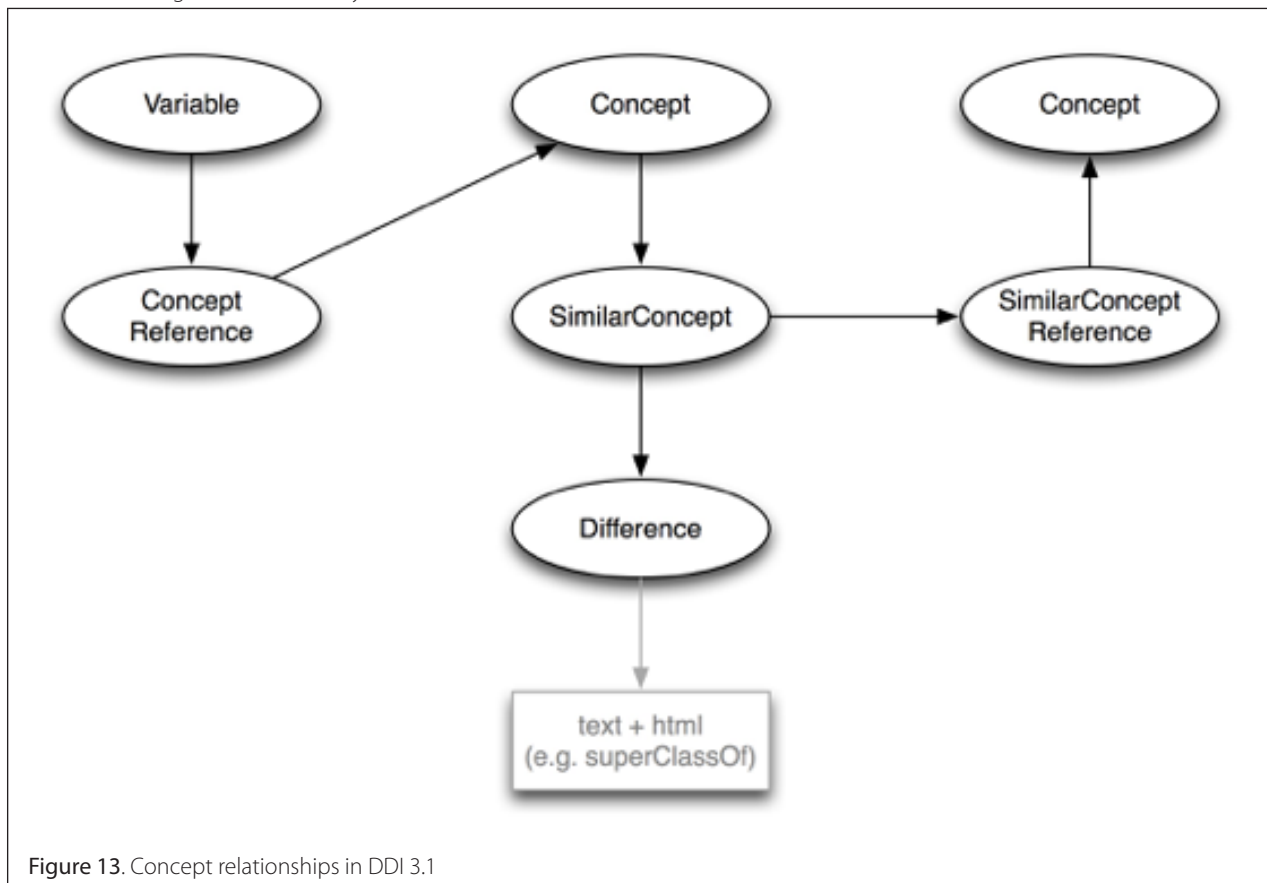 Variable
Concept
Concept
Concept
Reference
SimilarConcept
SimilarConcept
Reference
Difference
text + html
(e.g. superClassOf)
Figure 13. Concept relationships in DDI 3.1